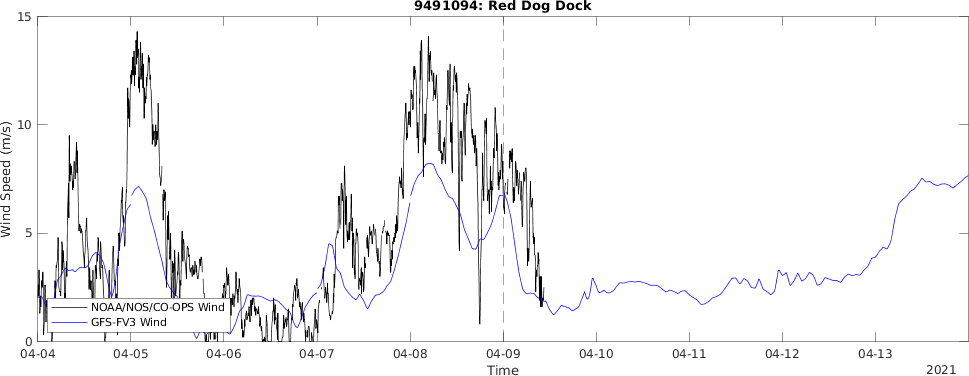 9491094: Red Dog Dock
15
10
5
0
Wind Speed (m/s)
NOAA/NOS/CO-OPS Wind
GFS-FV3 Wind
04-04 04-05 04-06 04-07 04-08 04-09 04-10 04-11 04-12 04-13
Time
2021